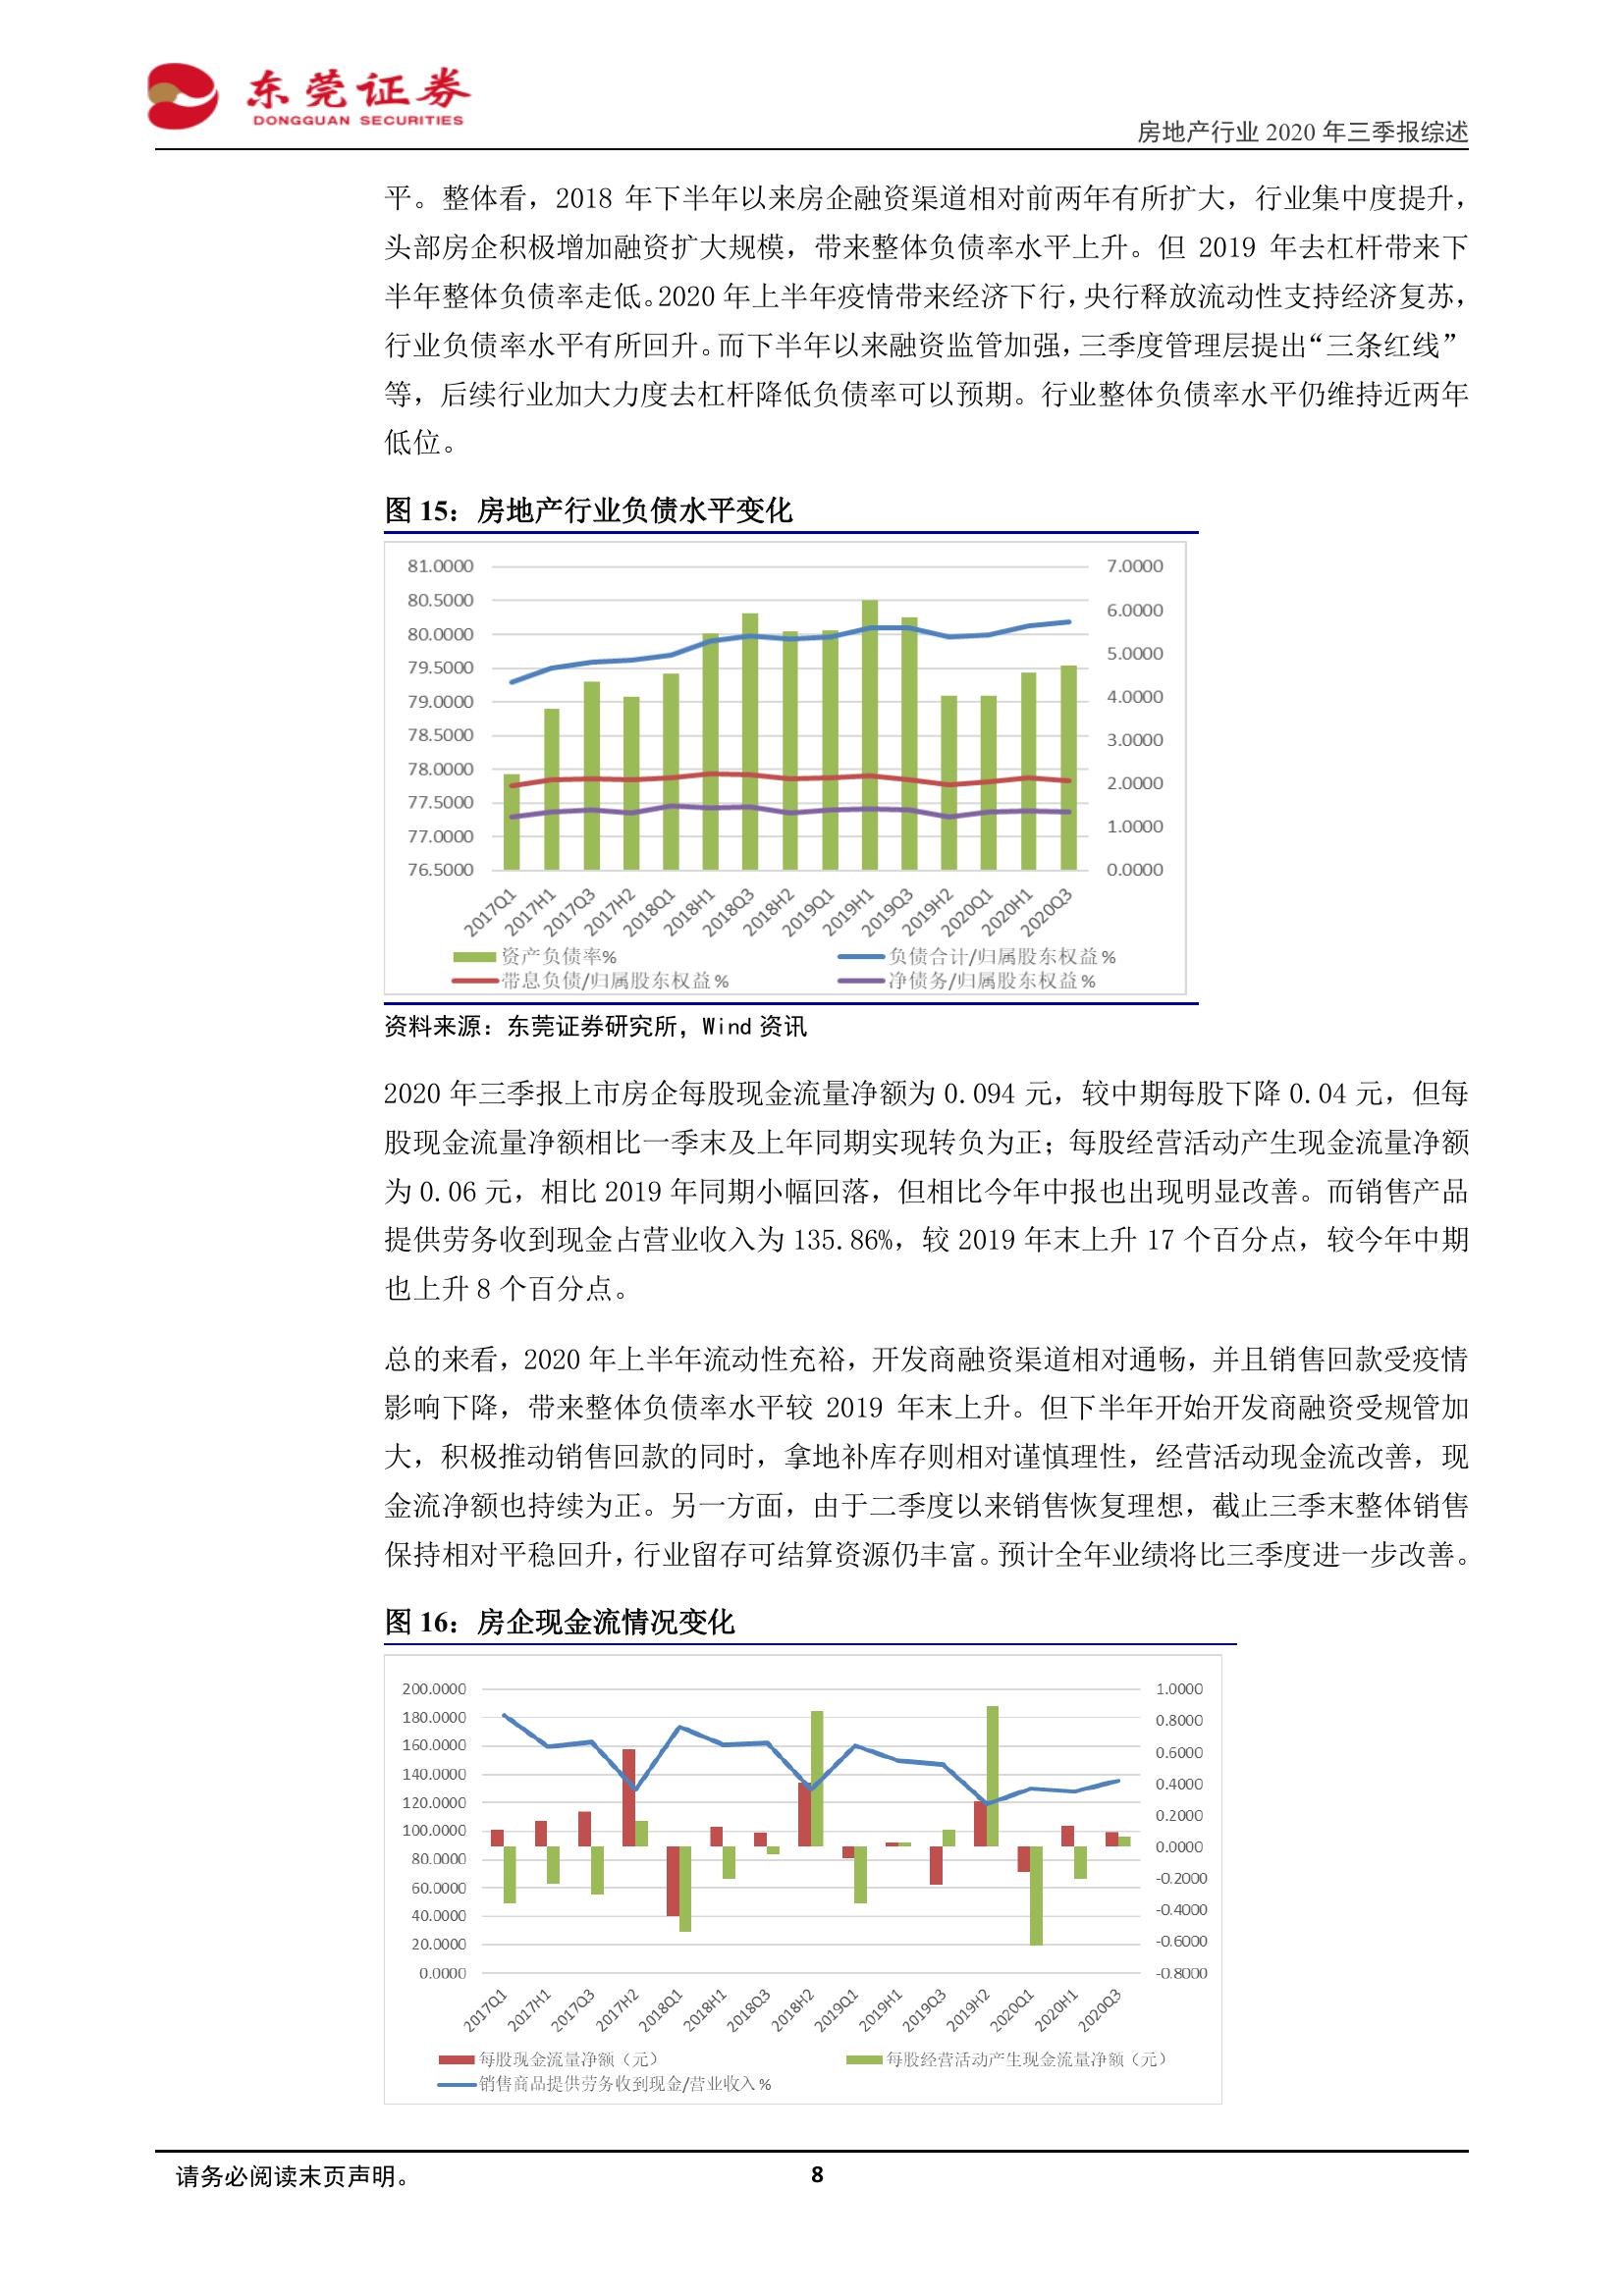 东莞证券
DONGGUAN SECURITIES
房地产行业 2020 年三季报综述
平。整体看，2018 年下半年以来房企融资渠道相对前两年有所扩大，行业集中度提升，
头部房企积极增加融资扩大规模，带来整体负债率水平上升。但 2019 年去杠杆带来下
半年整体负债率走低。2020 年上半年疫情带来经济下行，央行释放流动性支持经济复苏，
行业负债率水平有所回升。而下半年以来融资监管加强，三季度管理层提出“三条红线”
等，后续行业加大力度去杠杆降低负债率可以预期。行业整体负债率水平仍维持近两年
低位。
图 15：房地产行业负债水平变化
81.0000
80.5000
80.0000
79.5000
79.0000
78.5000
78.0000
77.5000
77.0000
76.5000
7.0000
6.0000
5.0000
4.0000
3.0000
2.0000
1.0000
0.0000
2017Q1
2017H1
2017Q3
2017H2
2018Q1
2018H1
2018Q3
2018H2
2019Q1
2019H1
2019Q3
2019H2
2020Q1
2020H1
2020Q3
资产负债率%
负债合计/归属股东权益%
带息负债/归属股东权益%
净债务/归属股东权益%
资料来源：东莞证券研究所，Wind 资讯
2020 年三季报上市房企每股现金流量净额为 0.094 元，较中期每股下降 0.04 元，但每
股现金流量净额相比一季末及上年同期实现转负为正；每股经营活动产生现金流量净额
为 0.06 元，相比 2019 年同期小幅回落，但相比今年中报也出现明显改善。而销售产品
提供劳务收到现金占营业收入为 135.86%，较 2019 年末上升 17 个百分点，较今年中期
也上升 8 个百分点。
总的来看，2020 年上半年流动性充裕，开发商融资渠道相对通畅，并且销售回款受疫情
影响下降，带来整体负债率水平较 2019 年末上升。但下半年开始开发商融资受规管加
大，积极推动销售回款的同时，拿地补库存则相对谨慎理性，经营活动现金流改善，现
金流净额也持续为正。另一方面，由于二季度以来销售恢复理想，截止三季末整体销售
保持相对平稳回升，行业留存可结算资源仍丰富。预计全年业绩将比三季度进一步改善。
图 16：房企现金流情况变化
200.0000
180.0000
160.0000
140.0000
120.0000
100.0000
80.0000
60.0000
40.0000
20.0000
0.0000
1.0000
0.8000
0.6000
0.4000
0.2000
0.0000
-0.2000
-0.4000
-0.6000
-0.8000
2017Q1
2017H1
2017Q3
2017H2
2018Q1
2018H1
2018Q3
2018H2
2019Q1
2019H1
2019Q3
2019H2
2020Q1
2020H1
2020Q3
每股现金流量净额（元）
每股经营活动产生现金流量净额（元）
销售商品提供劳务收到现金/营业收入%
请务必阅读末页声明。
8